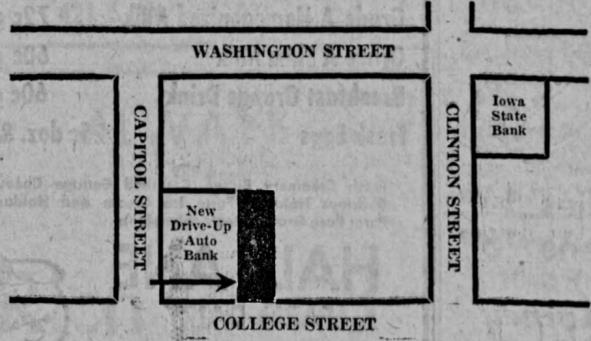 WASHINGTON STREET
CAPITOL STREET
CLINTON STREET
Iowa
State
Bank
New
Drive-Up
Auto
Bank
COLLEGE STREET